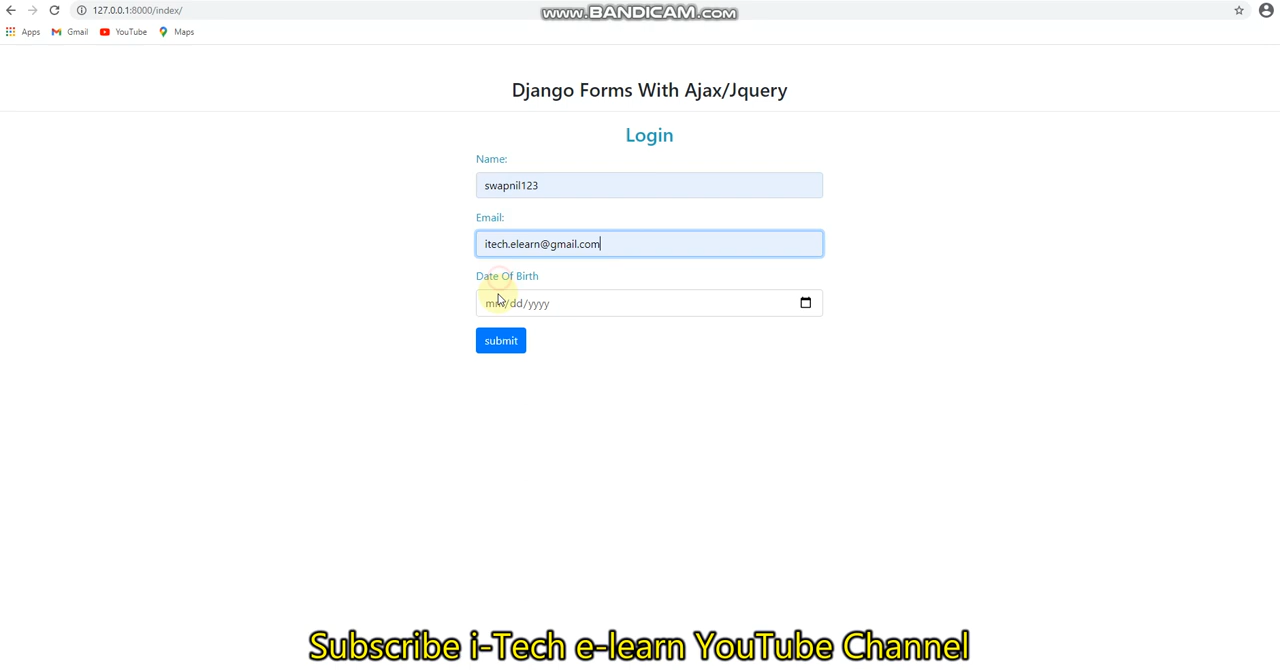 127.0.0.1:8000/index/
www.BANDICAM.com
Apps Gmail YouTube Maps
Django Forms With Ajax/Jquery
Login
Name:
swapnil123
Email:
itech.elearn@gmail.com
Date Of Birth
mm/dd/yyyy
submit
Subscribe i-Tech e-learn YouTube Channel